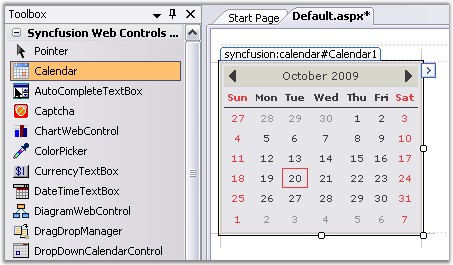 Toolbox
Syncfusion Web Controls ...
Pointer
Calendar
AutoCompleteTextBox
Captcha
ChartWebControl
ColorPicker
CurrencyTextBox
DateTimeTextBox
DiagramWebControl
DragDropManager
DropDownCalendarControl
Start Page Default.aspx*
syncfusion:calendar#Calendar1
October 2009
Sun Mon Tue Wed Thu Fri Sat
27 28 29 30 1 2 3
4 5 6 7 8 9 10
11 12 13 14 15 16 17
18 19 20 21 22 23 24
25 26 27 28 29 30 31
1 2 3 4 5 6 7